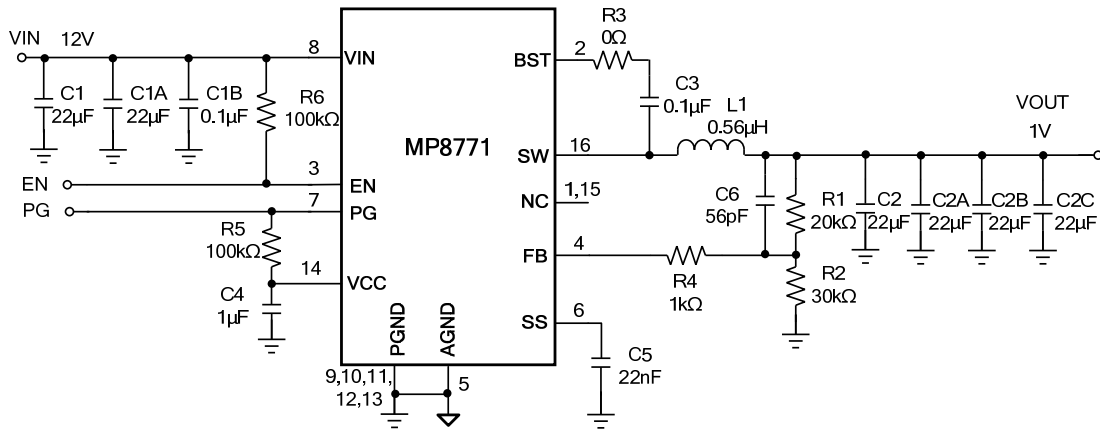 VIN 12V
C1
22µF
C1A
22µF
C1B
0.1µF
R6
100kΩ
EN
PG
R5
100kΩ
C4
1µF
8
3
7
14
VIN
EN
PG
VCC
MP8771
BST
SW
NC
FB
SS
PGND
AGND
9,10,11,
12,13
5
2
16
1,15
4
6
R3
0Ω
C3
0.1µF
L1
0.56µH
VOUT
1V
C6
56pF
R1
20kΩ
C2
22µF
C2A
22µF
C2B
22µF
C2C
22µF
R4
1kΩ
R2
30kΩ
C5
22nF